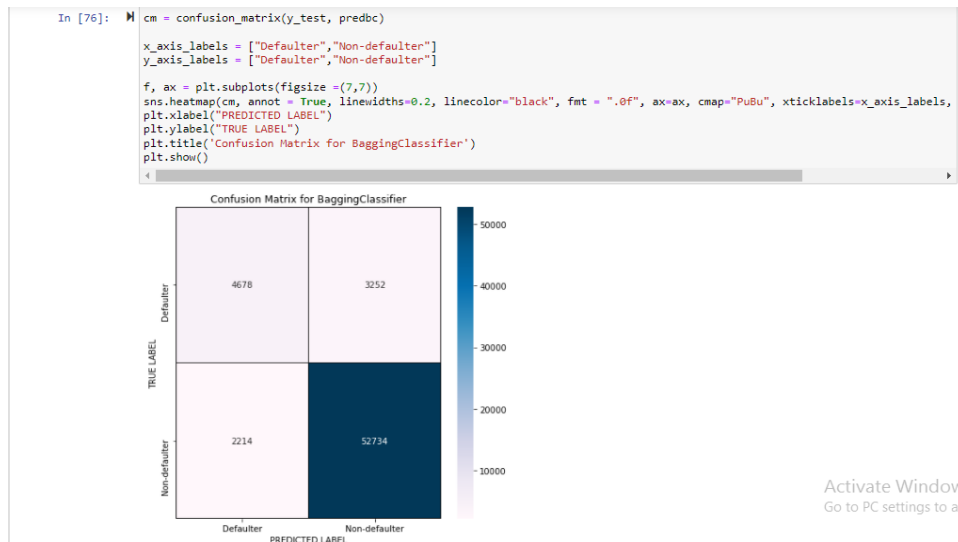 In [76]:
cm = confusion_matrix(y_test, predbc)
x_axis_labels = ["Defaulter","Non-defaulter"]
y_axis_labels = ["Defaulter","Non-defaulter"]
f, ax = plt.subplots(figsize =(7,7))
sns.heatmap(cm, annot = True, linewidths=0.2, linecolor="black", fmt = ".0f", ax=ax, cmap="PuBu", xticklabels=x_axis_labels,
plt.xlabel("PREDICTED LABEL")
plt.ylabel("TRUE LABEL")
plt.title('Confusion Matrix for BaggingClassifier')
plt.show()
Confusion Matrix for BaggingClassifier
50000
40000
30000
20000
10000
4678 3252
2214 52734
Defaulter
Non-defaulter
TRUE LABEL
Defaulter Non-defaulter
PREDICTED LABEL
Activate Window
Go to PC settings to a